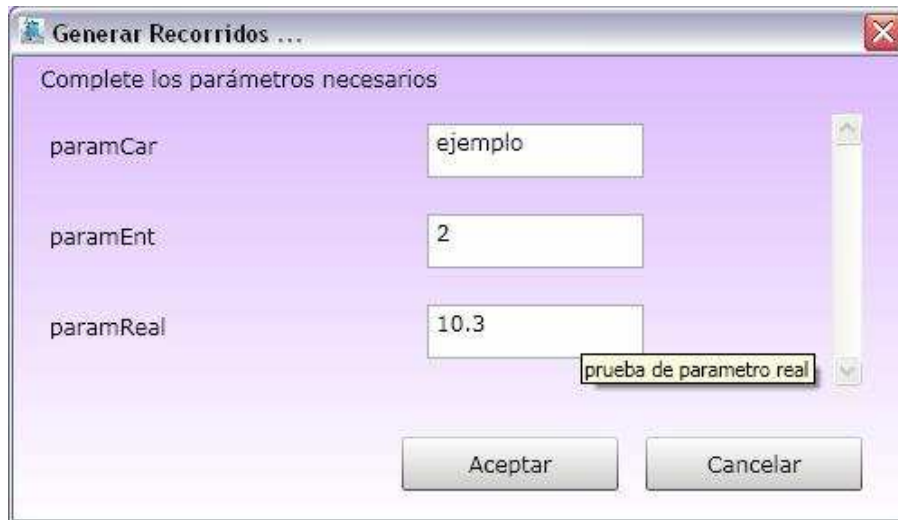 Generar Recorridos ...
Complete los parámetros necesarios
paramCar
ejemplo
paramEnt
2
paramReal
10.3
prueba de parametro real
Aceptar
Cancelar